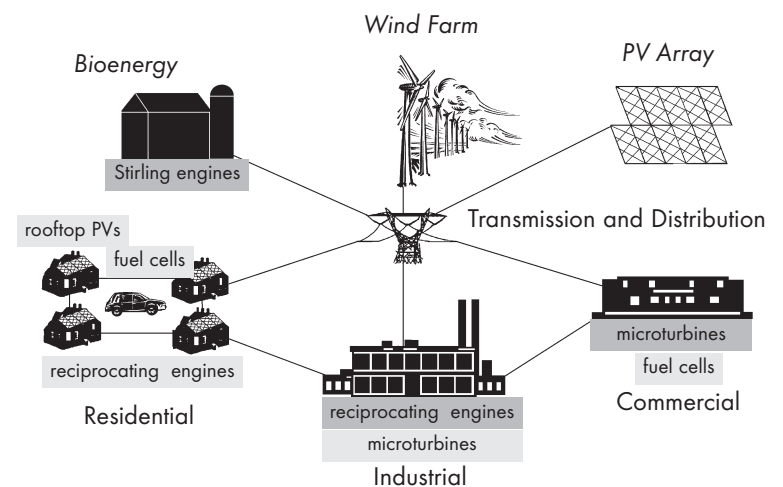 Wind Farm
Bioenergy
PV Array
Stirling engines
Transmission and Distribution
rooftop PVs
fuel cells
microturbines
reciprocating engines
fuel cells
Residential
Commercial
reciprocating engines
microturbines
Industrial